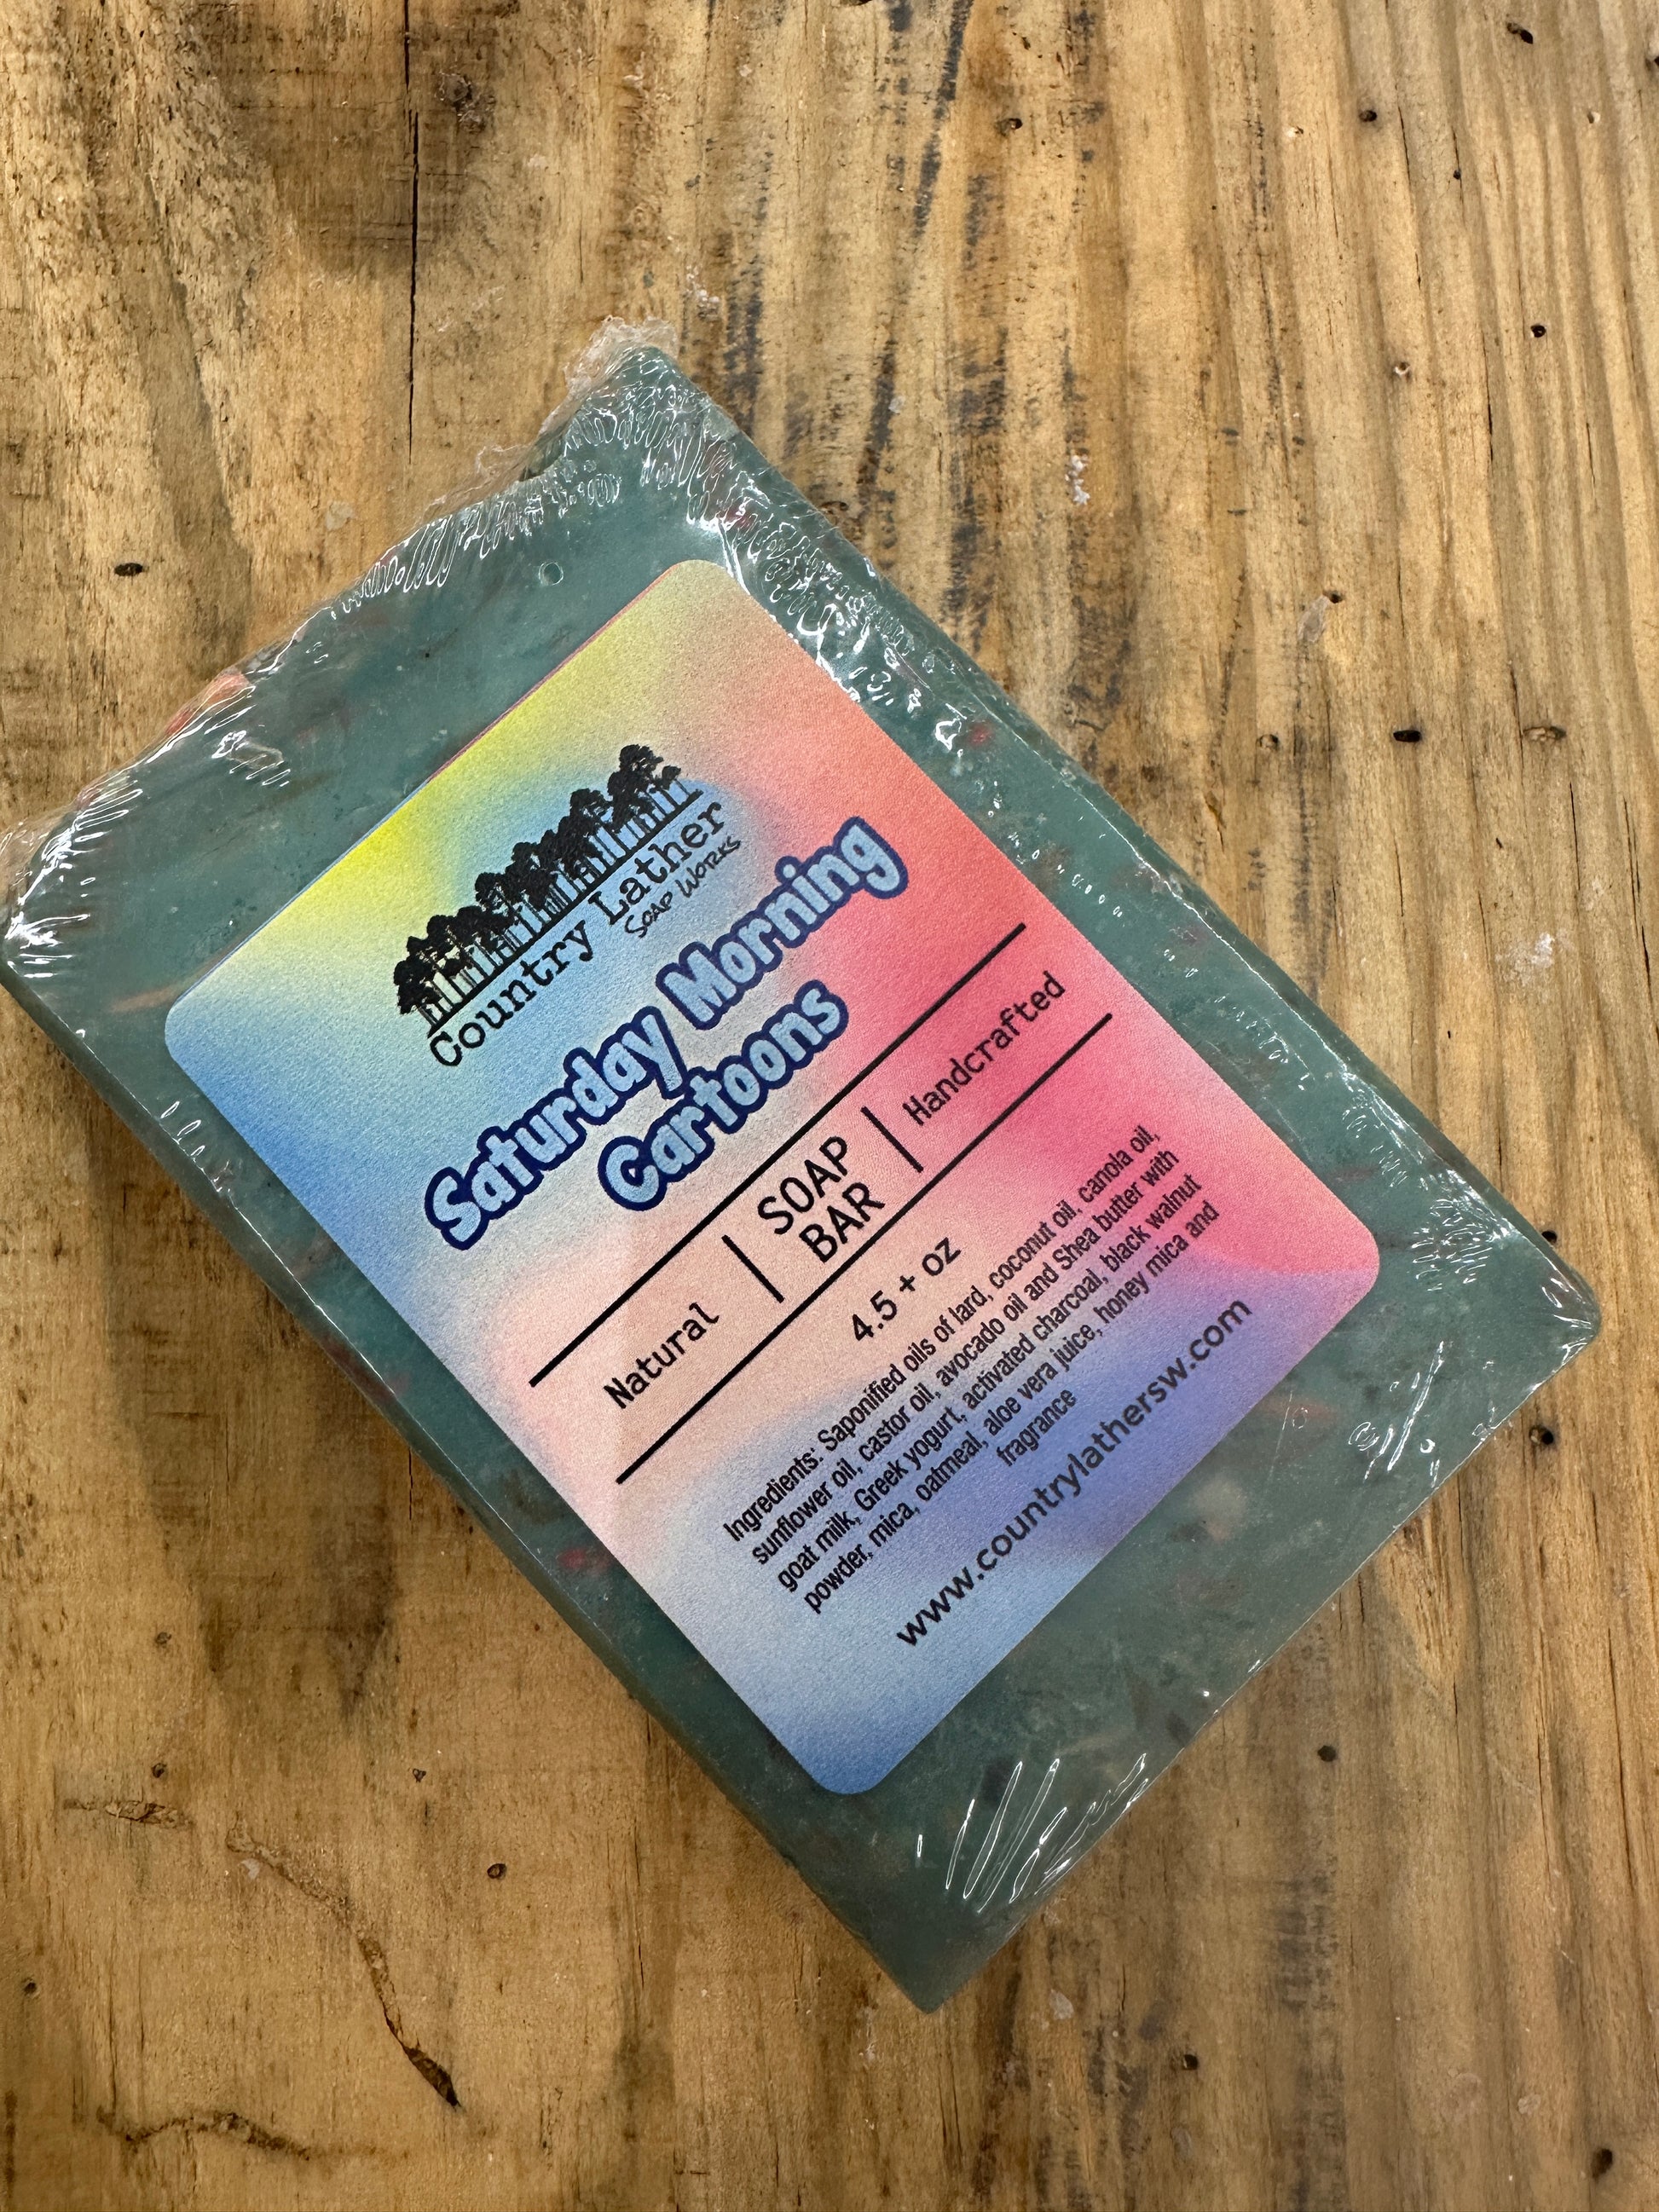 Country Lather
SOAP WORKS
Saturday Morning
Cartoons
Natural
SOAP
BAR
Handcrafted
4.5 + oz
Ingredients: Saponified oils of lard, coconut oil, canola oil,
sunflower oil, castor oil, avocado oil and Shea butter with
goat milk, Greek yogurt, activated charcoal, black walnut
powder, mica, oatmeal, aloe vera juice, honey mica and
fragrance
www.countrylathersw.com